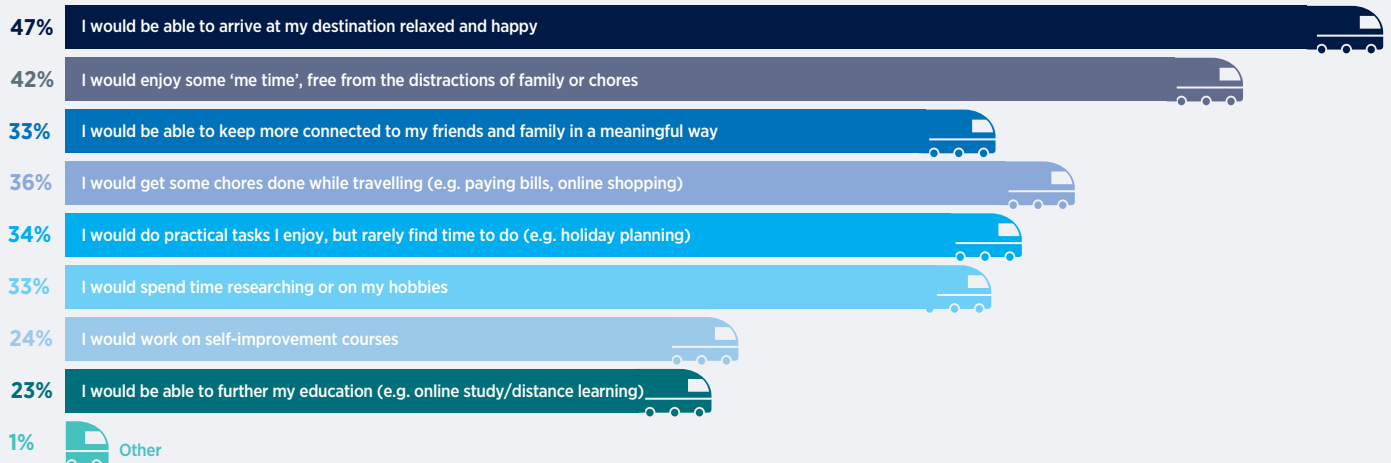 47% I would be able to arrive at my destination relaxed and happy
42% I would enjoy some ‘me time’, free from the distractions of family or chores
33% I would be able to keep more connected to my friends and family in a meaningful way
36% I would get some chores done while travelling (e.g. paying bills, online shopping)
34% I would do practical tasks I enjoy, but rarely find time to do (e.g. holiday planning)
33% I would spend time researching or on my hobbies
24% I would work on self-improvement courses
23% I would be able to further my education (e.g. online study/distance learning)
1% Other